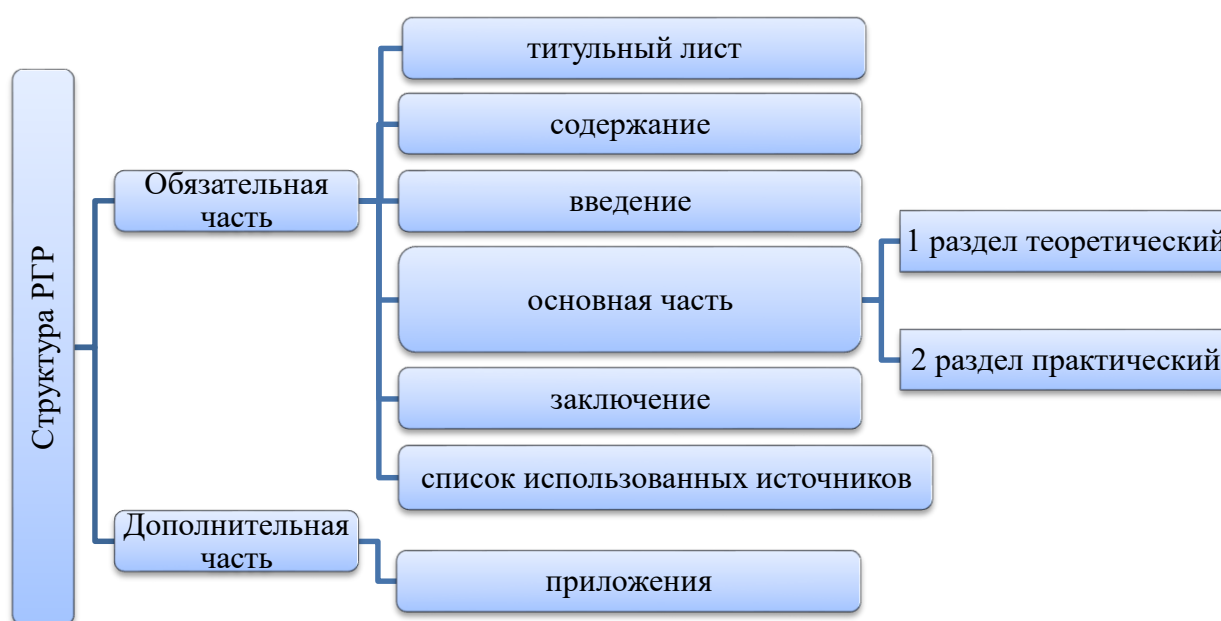 Структура РГР
Обязательная
часть
титульный лист
содержание
введение
основная часть
1 раздел теоретический
2 раздел практический
заключение
список использованных источников
Дополнительная
часть
приложения